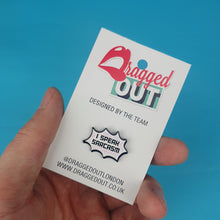 Dragged
OUT
DESIGNED BY THE TEAM
I SPEAK
SARCASM
@DRAGGEDOUTLONDON
WWW.DRAGGEDOUT.CO.UK